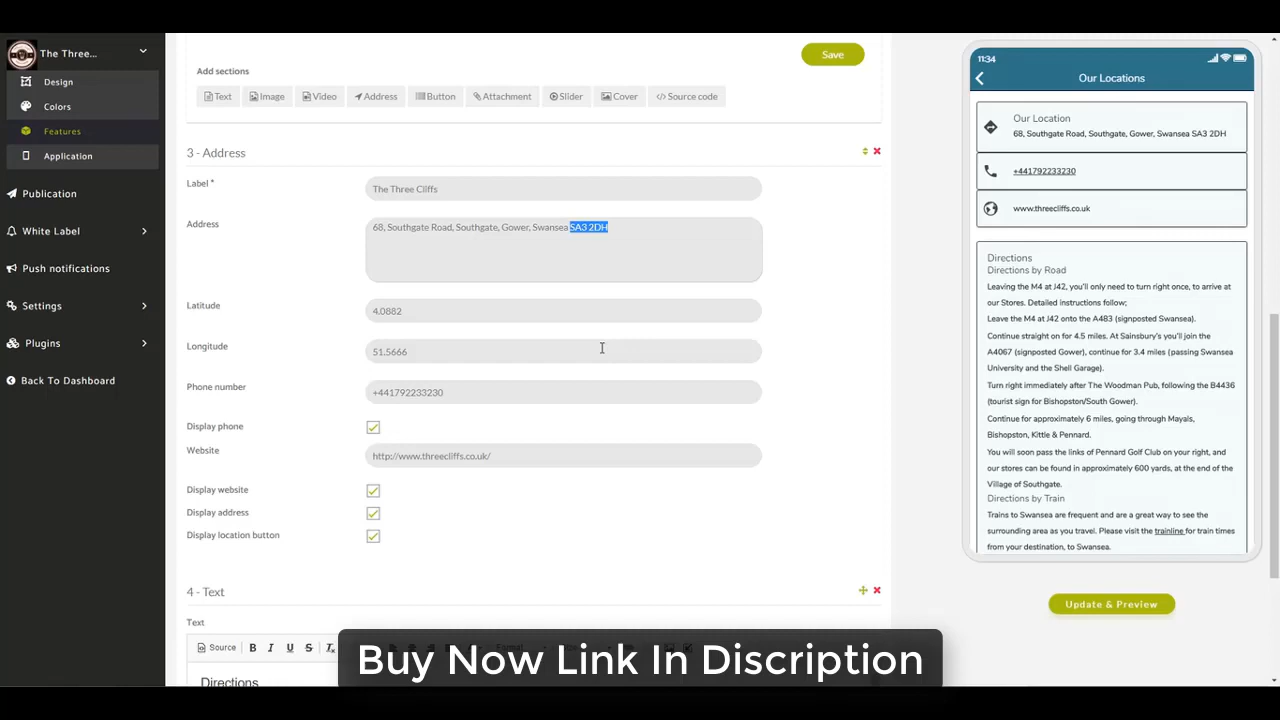 The Three...
Design
Colors
Features
Application
Publication
White Label
Push notifications
Settings
Plugins
Back To Dashboard
Save
Add sections
Text
Image
Video
Address
Button
Attachment
Slider
Cover
</> Source code
3 - Address
Label *
The Three Cliffs
Address
68, Southgate Road, Southgate, Gower, Swansea SA3 2DH
Latitude
4.0882
Longitude
51.5666
Phone number
+441792233230
Display phone
Website
http://www.threecliffs.co.uk/
Display website
Display address
Display location button
4 - Text
Text
Source B I U S Tx
Directions
11:34
Our Locations
Our Location
68, Southgate Road, Southgate, Gower, Swansea SA3 2DH
+441792233230
www.threecliffs.co.uk
Directions
Directions by Road
Leaving the M4 at J42, you'll only need to turn right once, to arrive at
our Stores. Detailed instructions follow;
Leave the M4 at J42 onto the A483 (signposted Swansea).
Continue straight on for 4.5 miles. At Sainsbury's you'll join the
A4067 (signposted Gower), continue for 3.4 miles (passing Swansea
University and the Shell Garage).
Turn right immediately after The Woodman Pub, following the B4436
(tourist sign for Bishopston/South Gower).
Continue for approximately 6 miles, going through Mayals,
Bishopston, Kittle & Pennard.
You will soon pass the links of Pennard Golf Club on your right, and
our stores can be found in approximately 600 yards, at the end of the
Village of Southgate.
Directions by Train
Trains to Swansea are frequent and are a great way to see the
surrounding area as you travel. Please visit the trainline for train times
from your destination, to Swansea.
Update & Preview
Buy Now Link In Discription